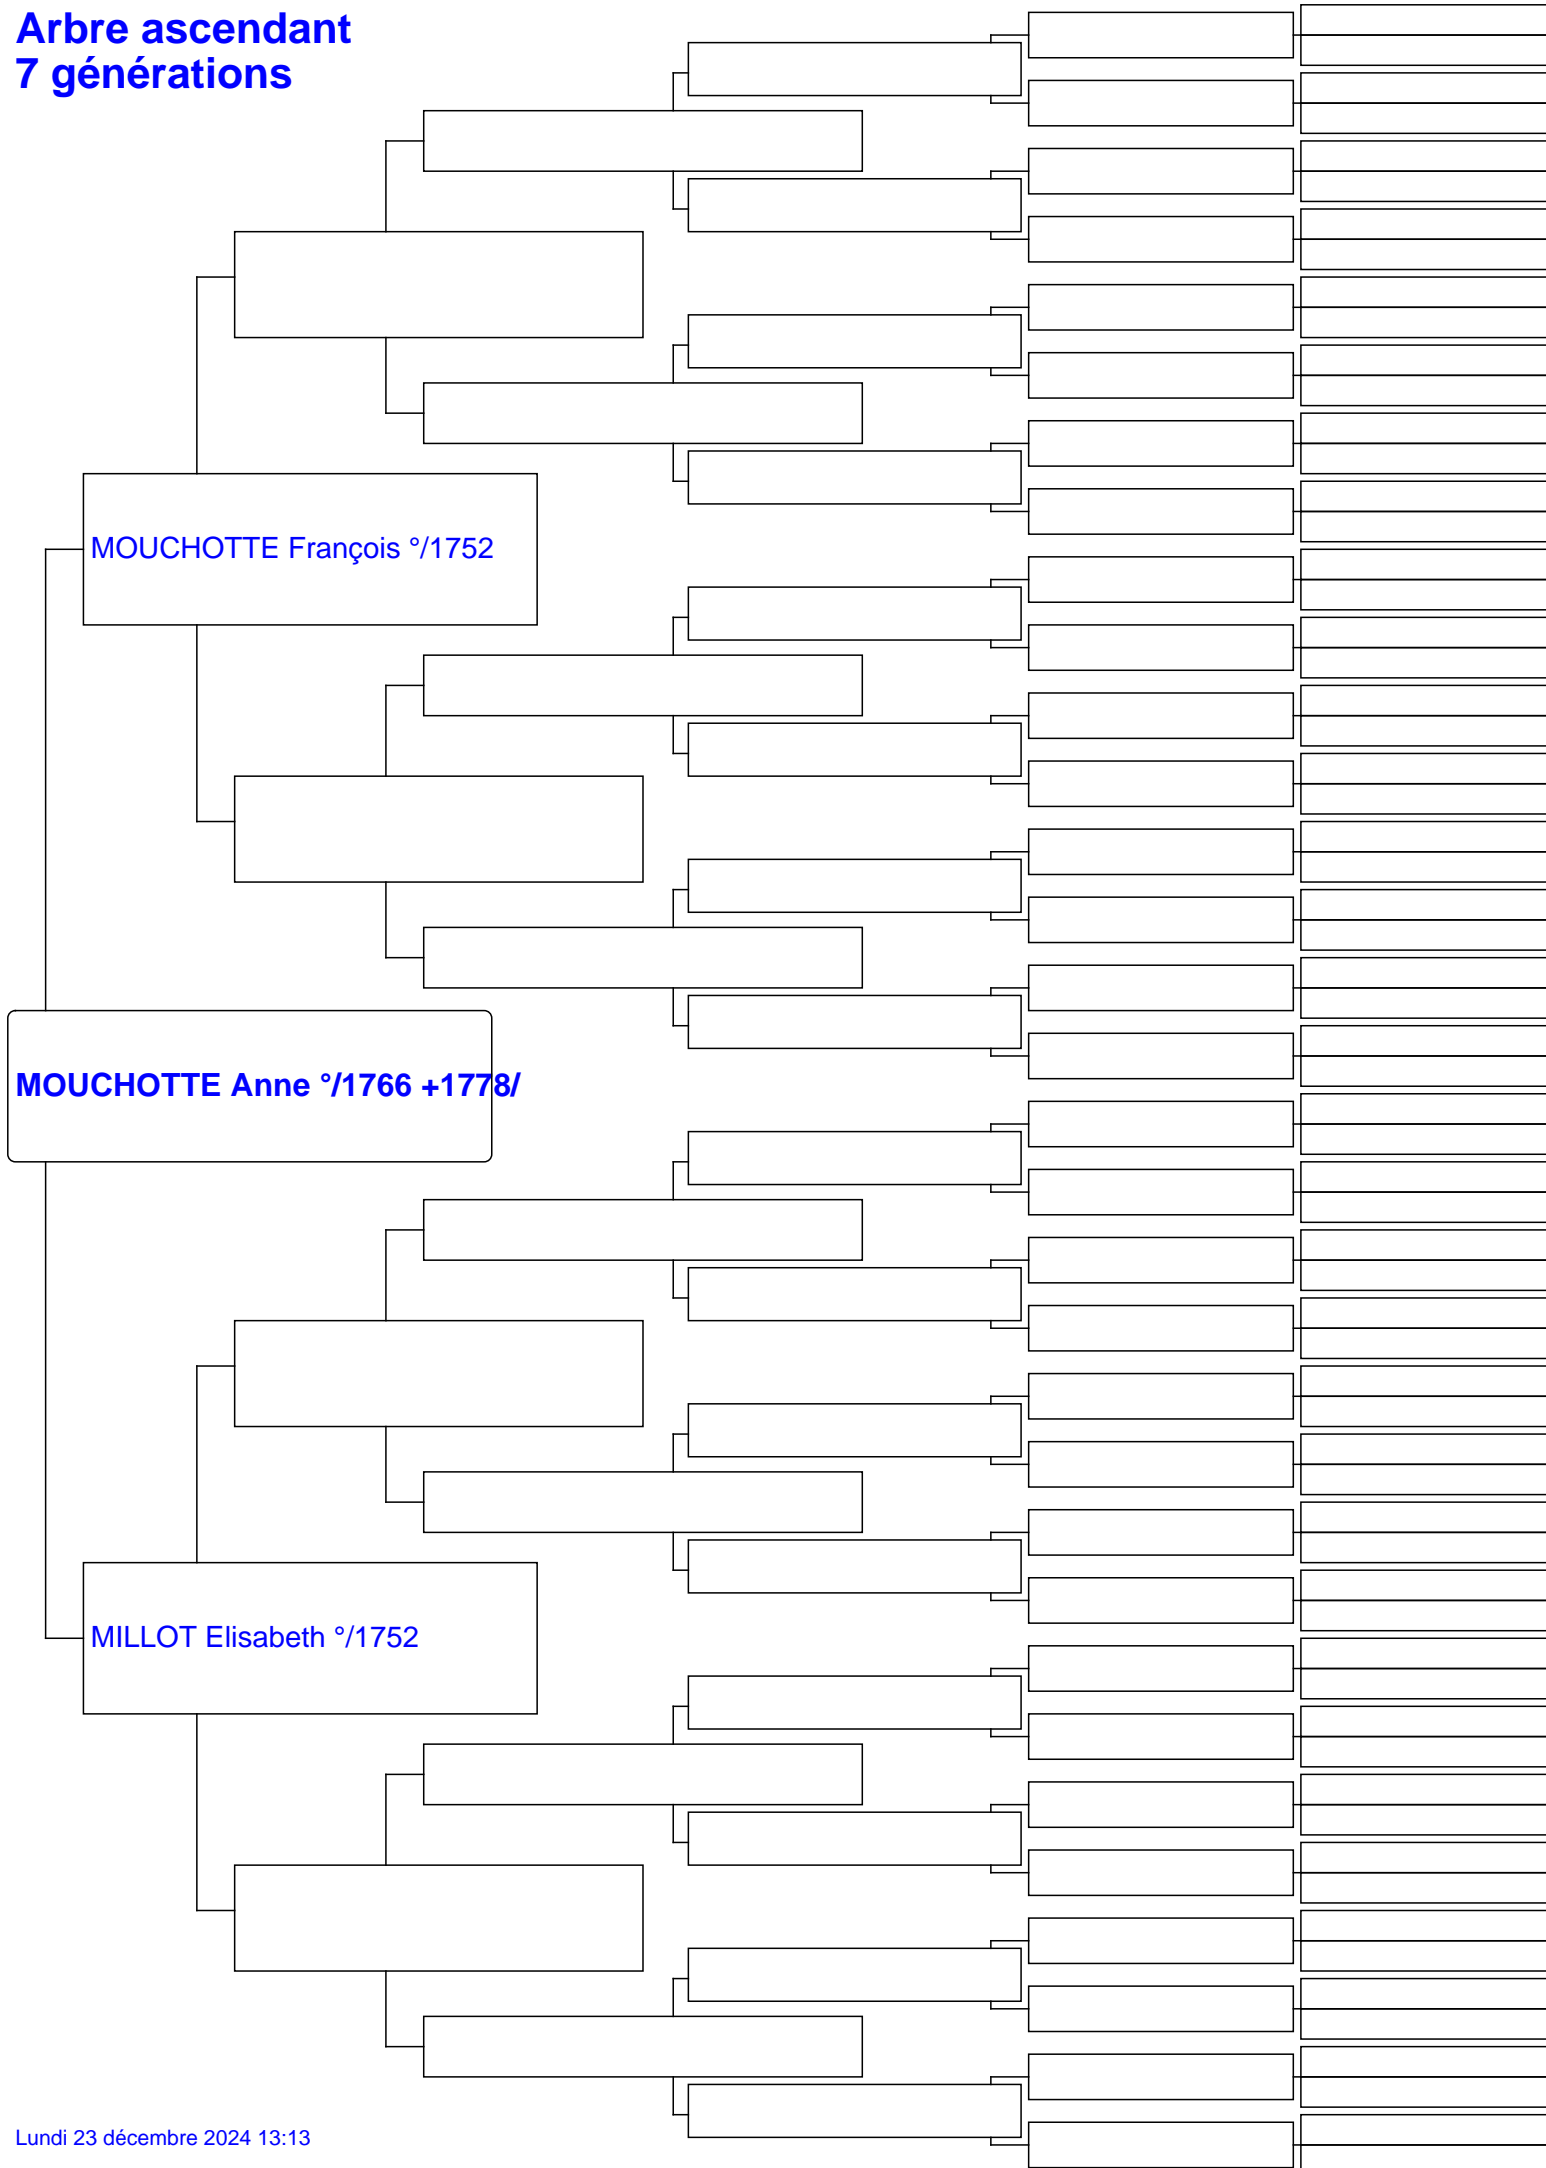 Arbre ascendant
7 générations
MOUCHOTTE François °/1752
MOUCHOTTE Anne °/1766 +1778/
MILLOT Elisabeth °/1752
Lundi 23 décembre 2024 13:13